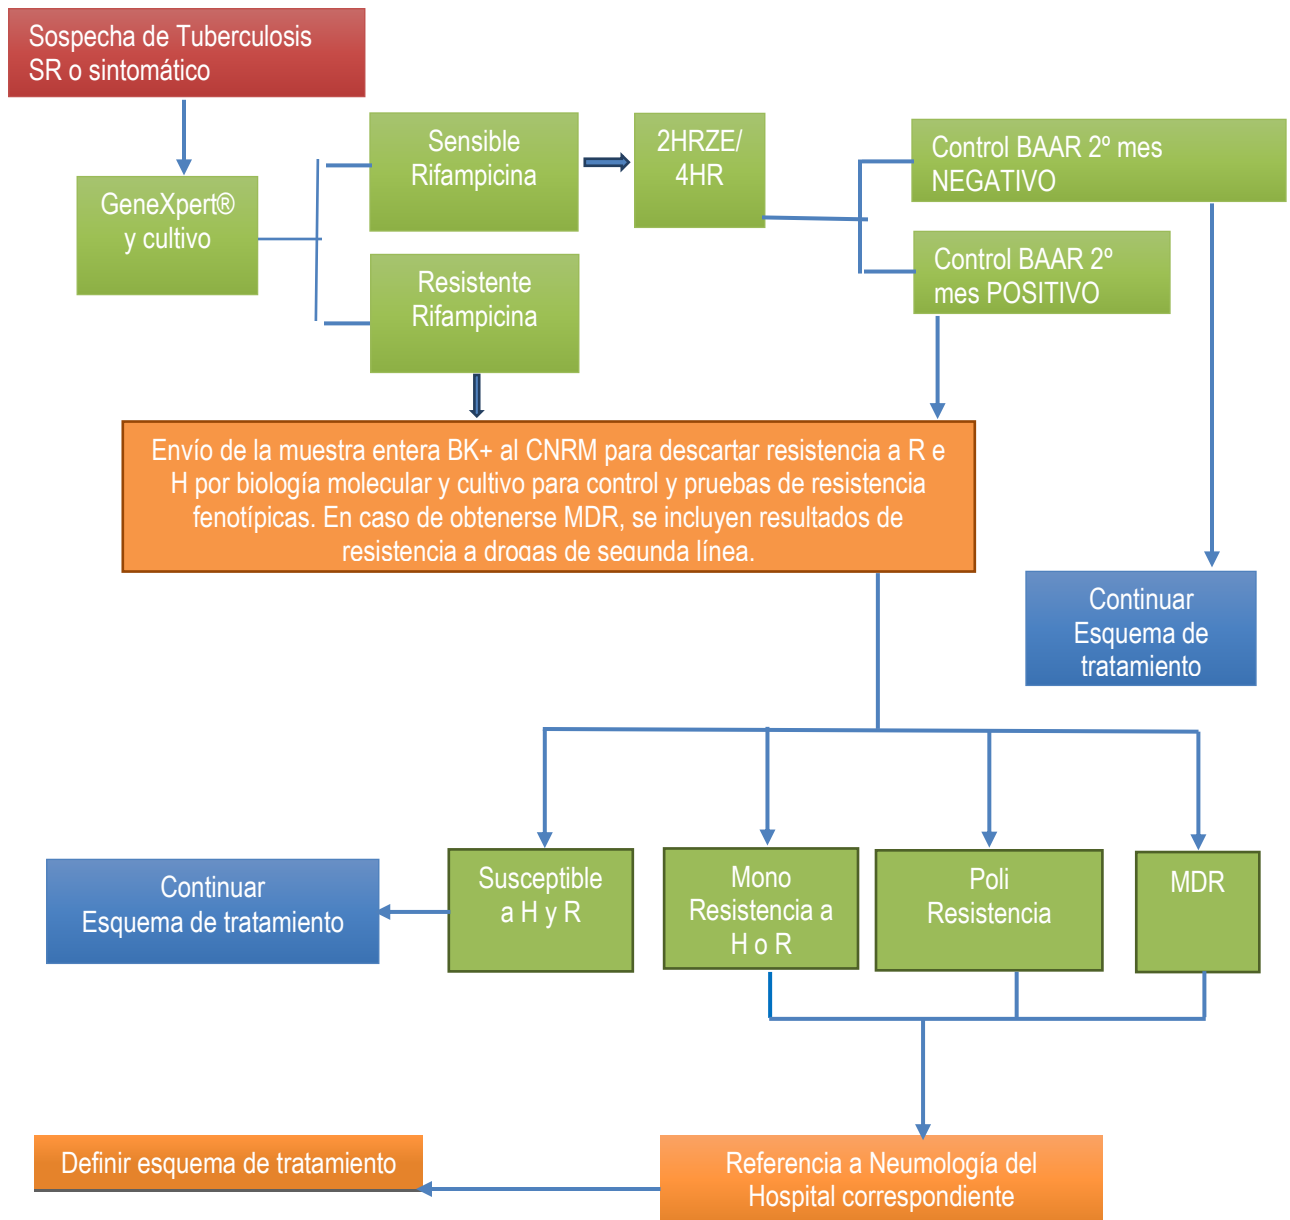 Sospecha de Tuberculosis
SR o sintomático
GeneXpert®
y cultivo
Sensible
Rifampicina
2HRZE/
4HR
Control BAAR 2º mes
NEGATIVO
Resistente
Rifampicina
Control BAAR 2º
mes POSITIVO
Envío de la muestra entera BK+ al CNRM para descartar resistencia a R e
H por biología molecular y cultivo para control y pruebas de resistencia
fenotípicas. En caso de obtenerse MDR, se incluyen resultados de
resistencia a drogas de segunda línea.
Continuar
Esquema de
tratamiento
Continuar
Esquema de tratamiento
Susceptible
a H y R
Mono
Resistencia a
H o R
Poli
Resistencia
MDR
Definir esquema de tratamiento
Referencia a Neumología del
Hospital correspondiente